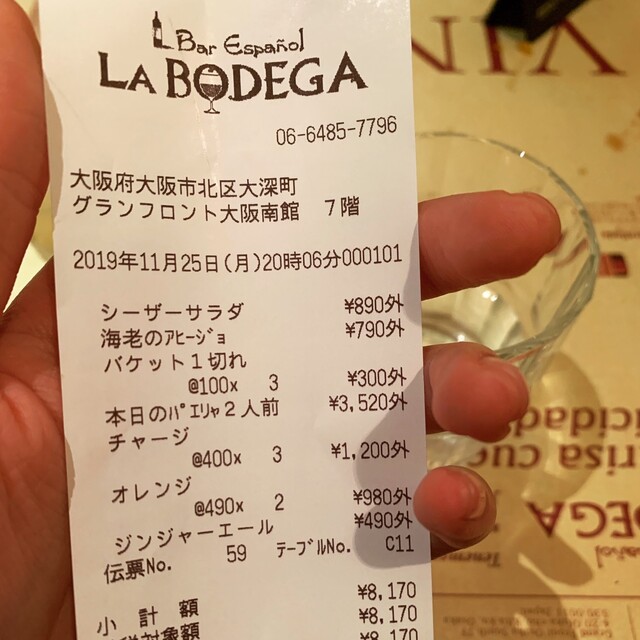 Bar Español
LA BODEGA
06-6485-7796
大阪府大阪市北区大深町
グランフロント大阪南館 7階
2019年11月25日(月)20時06分000101
シーザーサラダ ¥890外
海老のｱﾋｰｼﾞｮ ¥790外
バケット1切れ
@100x 3 ¥300外
本日のﾊﾟｴﾘｬ2人前 ¥3,520外
チャージ
@400x 3 ¥1,200外
オレンジ
@490x 2 ¥980外
ジンジャーエール ¥490外
伝票No. 59 ﾃｰﾌﾞﾙNo. C11
小計額 ¥8,170
対象額 ¥8,170
¥8,170
VIN